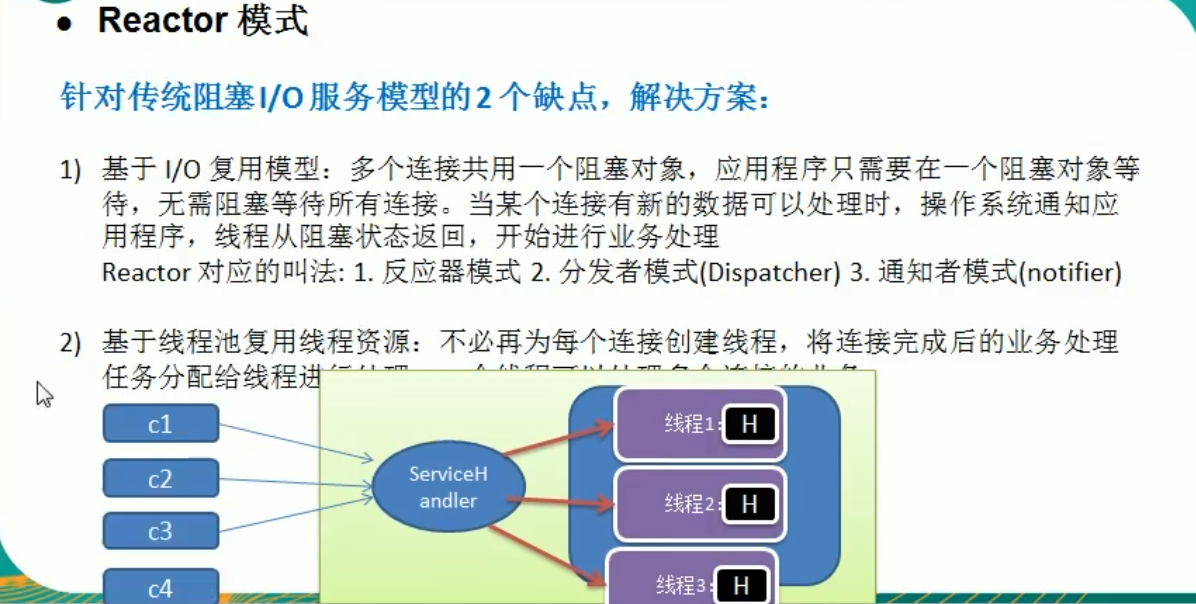 ● Reactor 模式
针对传统阻塞I/O服务模型的2个缺点，解决方案：
1) 基于 I/O 复用模型：多个连接共用一个阻塞对象，应用程序只需要在一个阻塞对象等
待，无需阻塞等待所有连接。当某个连接有新的数据可以处理时，操作系统通知应
用程序，线程从阻塞状态返回，开始进行业务处理
Reactor 对应的叫法: 1. 反应器模式 2. 分发者模式(Dispatcher) 3. 通知者模式(notifier)
2) 基于线程池复用线程资源：不必再为每个连接创建线程，将连接完成后的业务处理
任务分配给线程
c1
c2
c3
c4
ServiceH
andler
线程1: H
线程2: H
线程3: H